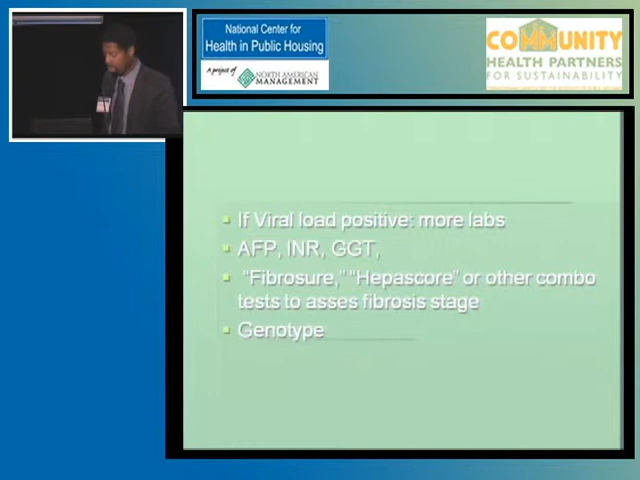 National Center for
Health in Public Housing
A project of
NORTH AMERICAN
MANAGEMENT
COMMUNITY
HEALTH PARTNERS
FOR SUSTAINABILITY
If Viral load positive: more labs
AFP, INR, GGT,
"Fibrosure," "Hepascore" or other combo
tests to asses fibrosis stage
Genotype